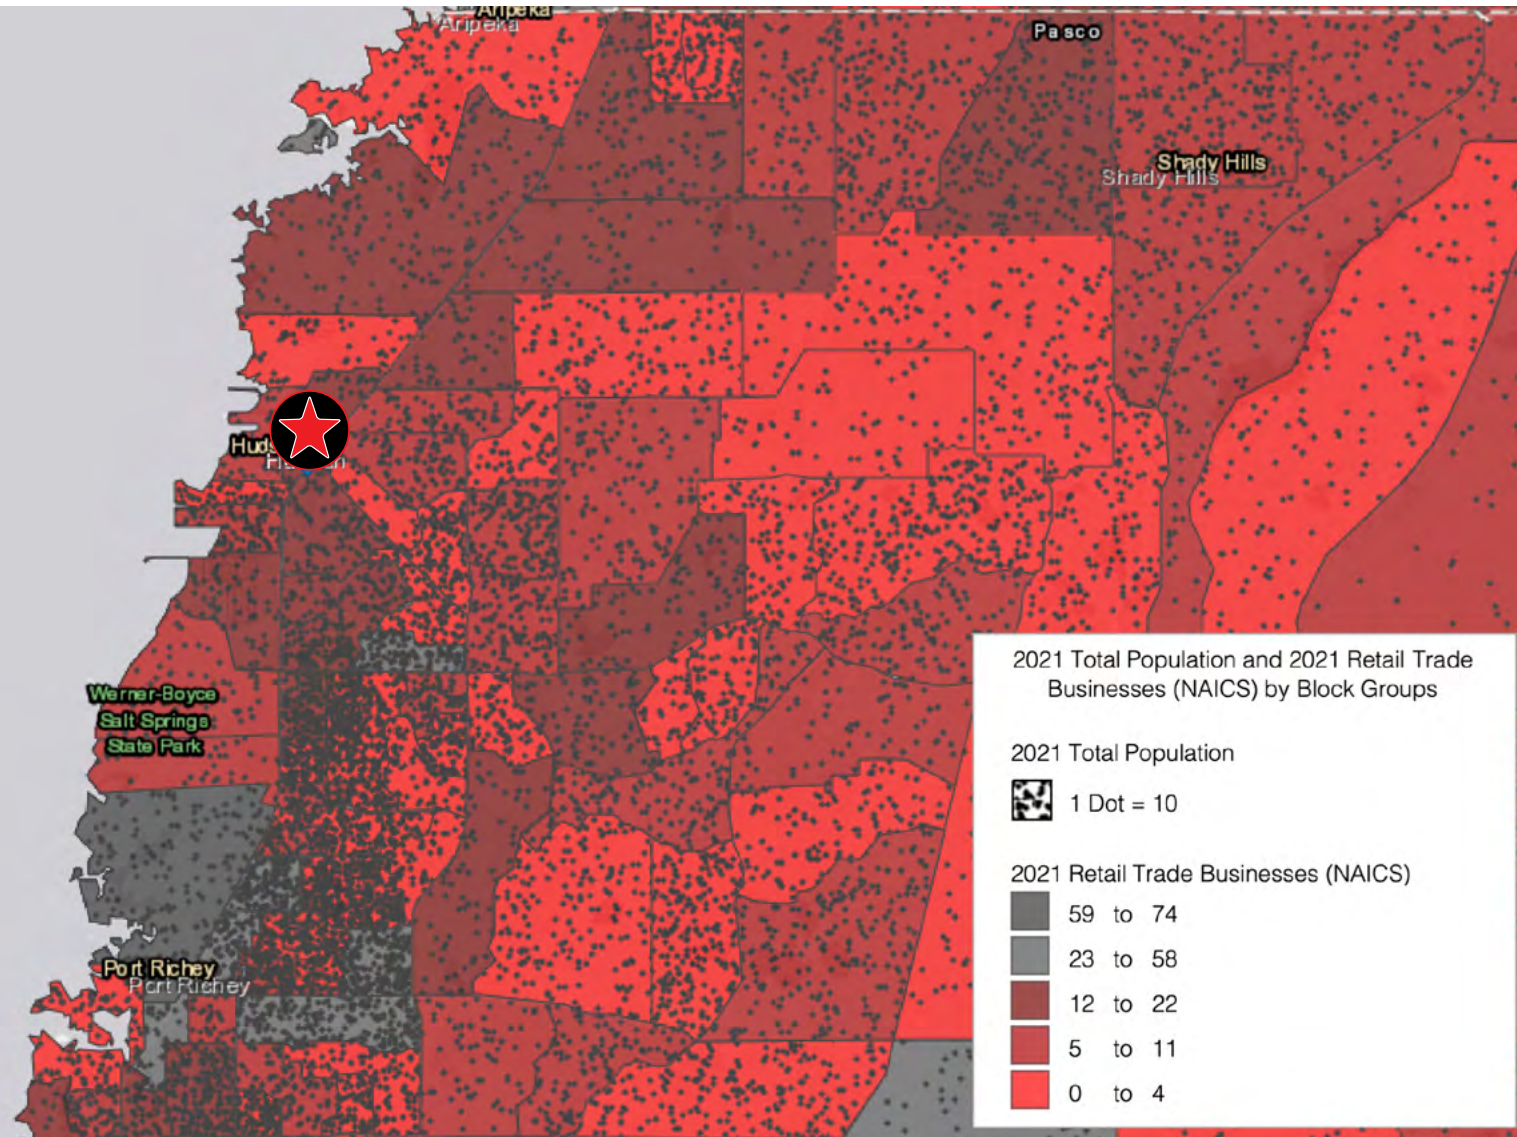 Aripeka
Aripeka
Pasco
Shady Hills
Shady Hills
Werner-Boyce
Salt Springs
State Park
Port Richey
Port Richey
2021 Total Population and 2021 Retail Trade
Businesses (NAICS) by Block Groups
2021 Total Population
1 Dot = 10
2021 Retail Trade Businesses (NAICS)
59 to 74
23 to 58
12 to 22
5 to 11
0 to 4